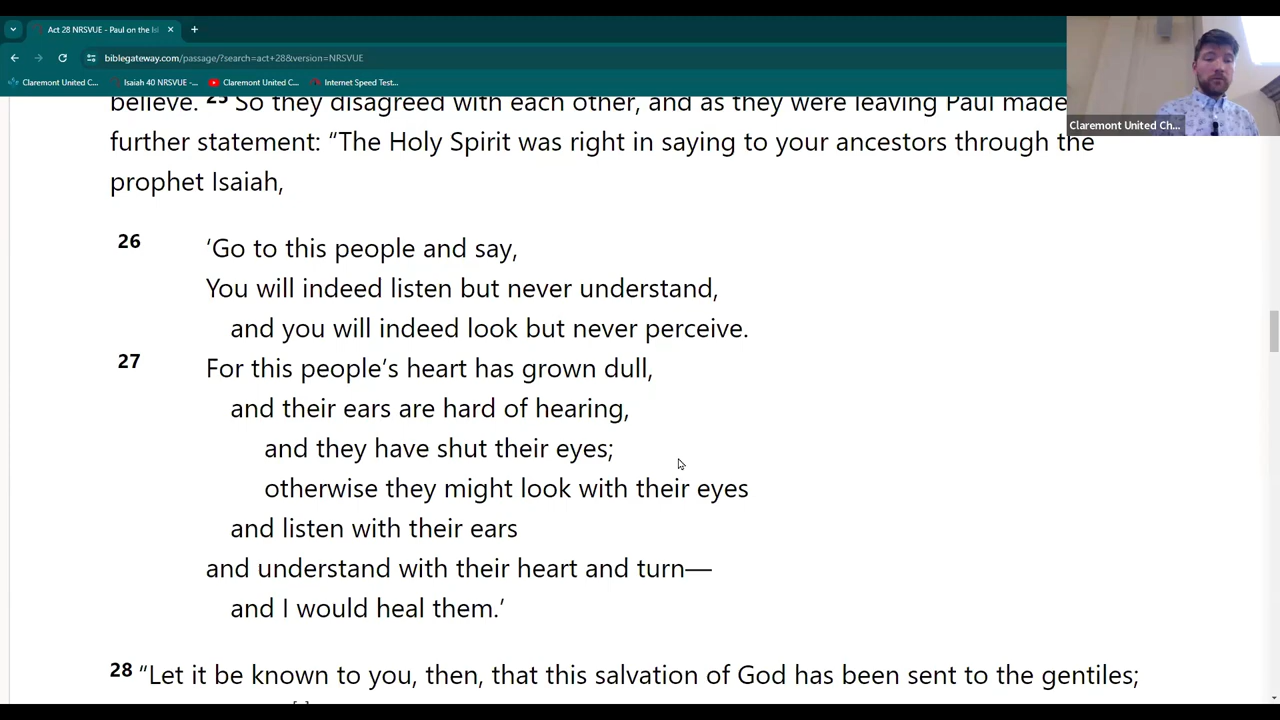 Act 28 NRSVUE - Paul on the Isl
biblegateway.com/passage/?search=act+28&version=NRSVUE
Claremont United C...
Isaiah 40 NRSVUE -...
Claremont United C...
Internet Speed Test...
Claremont United Ch...
believe. 25 So they disagreed with each other, and as they were leaving Paul made
further statement: “The Holy Spirit was right in saying to your ancestors through the
prophet Isaiah,
26 ‘Go to this people and say,
You will indeed listen but never understand,
and you will indeed look but never perceive.
27 For this people’s heart has grown dull,
and their ears are hard of hearing,
and they have shut their eyes;
otherwise they might look with their eyes
and listen with their ears
and understand with their heart and turn—
and I would heal them.’
28 “Let it be known to you, then, that this salvation of God has been sent to the gentiles;